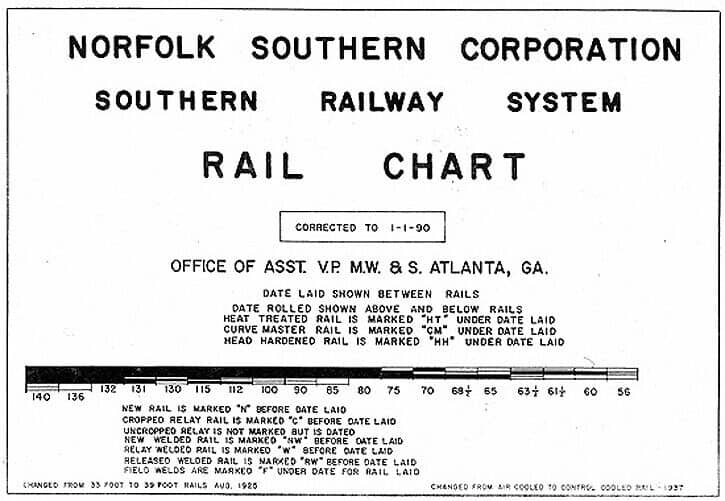 NORFOLK SOUTHERN CORPORATION
SOUTHERN RAILWAY SYSTEM
RAIL CHART
CORRECTED TO 1-1-90
OFFICE OF ASST. V.P. M.W. & S. ATLANTA, GA.
DATE LAID SHOWN BETWEEN RAILS
DATE ROLLED SHOWN ABOVE AND BELOW RAILS
HEAT TREATED RAIL IS MARKED "HT" UNDER DATE LAID
CURVE MASTER RAIL IS MARKED "CM" UNDER DATE LAID
HEAD HARDENED RAIL IS MARKED "HH" UNDER DATE LAID
140 136 132 131 130 115 112 100 90 85 80 75 70 68½ 65 63½ 61½ 60 56
NEW RAIL IS MARKED "N" BEFORE DATE LAID
CROPPED RELAY RAIL IS MARKED "C" BEFORE DATE LAID
UNCROPPED RELAY IS NOT MARKED BUT IS DATED
NEW WELDED RAIL IS MARKED "NW" BEFORE DATE LAID
RELAY WELDED RAIL IS MARKED "W" BEFORE DATE LAID
RELEASED WELDED RAIL IS MARKED "RW" BEFORE DATE LAID
FIELD WELDS ARE MARKED "F" UNDER DATE FOR RAIL LAID
CHANGED FROM 33 FOOT TO 39 FOOT RAILS AUG. 1925
CHANGED FROM AIR COOLED TO CONTROL COOLED RAIL - 1937